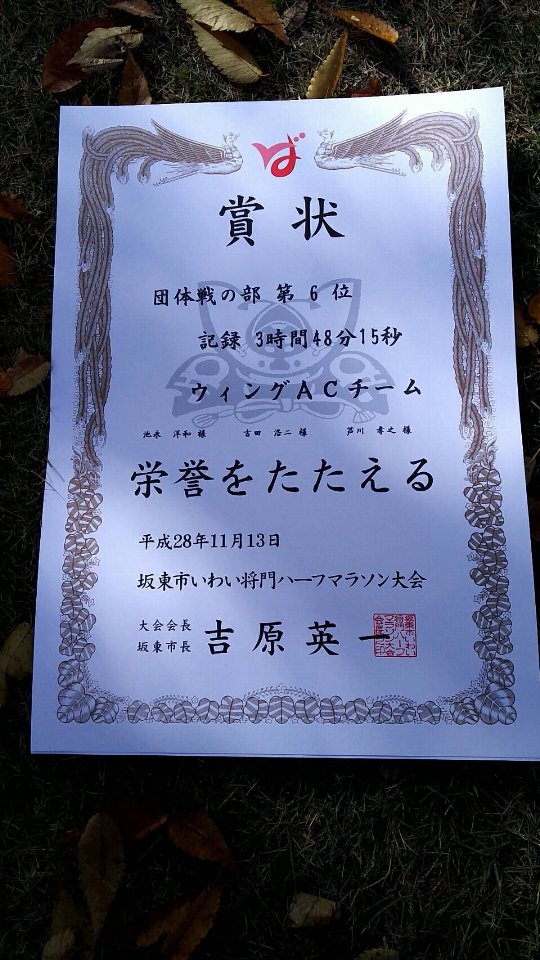 賞状
団体戦の部 第 6 位
記録 3時間48分15秒
ウィングACチーム
池永 洋和 様 吉田 浩二 様 芦川 孝之 様
栄誉をたたえる
平成28年11月13日
坂東市いわい将門ハーフマラソン大会
大会会長
坂東市長 吉原英一